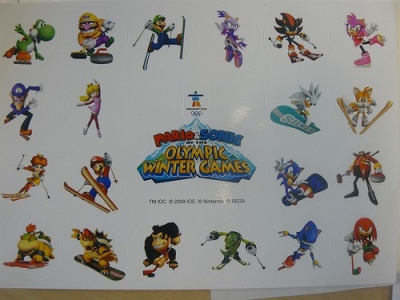 MARIO & SONIC
AT THE
OLYMPIC
WINTER GAMES
TM IOC © 2009 IOC © Nintendo © SEGA